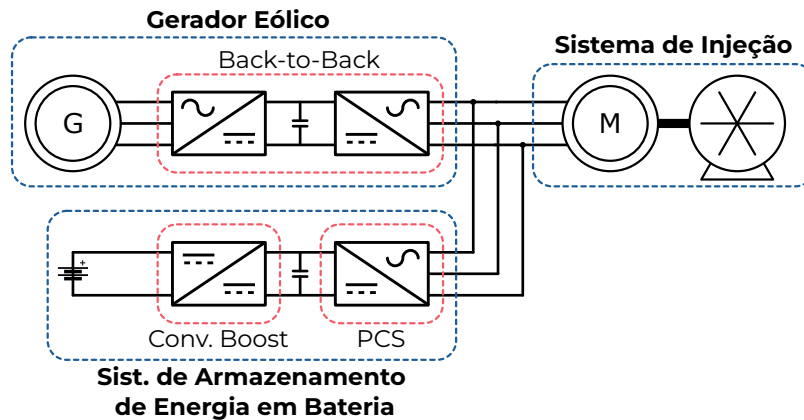 Gerador Eólico
Sistema de Injeção
Back-to-Back
G
M
+
Conv. Boost
PCS
Sist. de Armazenamento
de Energia em Bateria